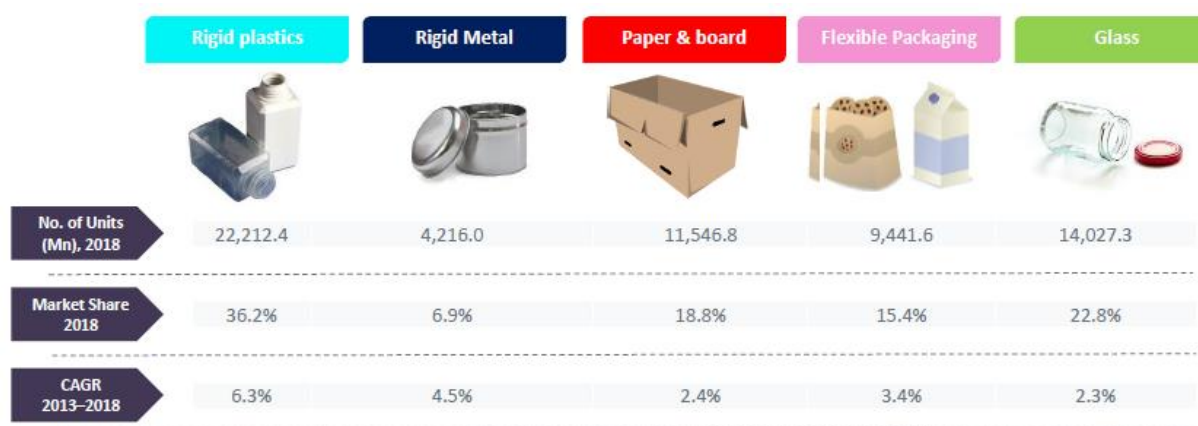 Rigid plastics
Rigid Metal
Paper & board
Flexible Packaging
Glass
No. of Units
(Mn), 2018
22,212.4
4,216.0
11,546.8
9,441.6
14,027.3
Market Share
2018
36.2%
6.9%
18.8%
15.4%
22.8%
CAGR
2013–2018
6.3%
4.5%
2.4%
3.4%
2.3%